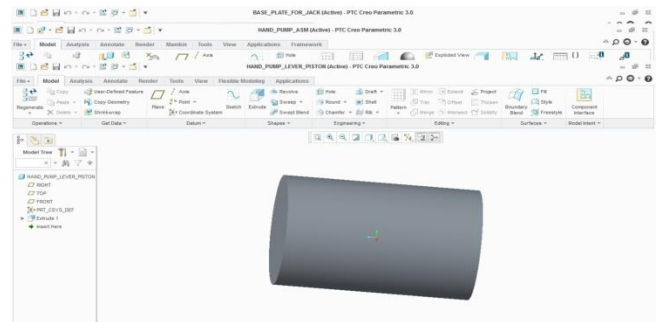 BASE_PLATE_FOR_JACK (Active) - PTC Creo Parametric 3.0
HAND_PUMP_ASM (Active) - PTC Creo Parametric 3.0
File Model Analysis Annotate Render Manikin Tools View Applications Framework
Axis Hole Exploded View
HAND_PUMP_LEVER_PISTON (Active) - PTC Creo Parametric 3.0
File Model Analysis Annotate Render Tools View Flexible Modeling Applications
Copy User-Defined Feature Axis Revolve Hole Draft Mirror Extend Project Fill
Regenerate Paste Copy Geometry Plane Point Sketch Extrude Sweep Round Shell Pattern Trim Offset Thicken Boundary Blend Style Component Interface
Delete Shrinkwrap Coordinate System Swept Blend Chamfer Rib Merge Intersect Solidify Freestyle
Operations Get Data Datum Shapes Engineering Editing Surfaces Model Intent
Model Tree
HAND_PUMP_LEVER_PISTON
RIGHT
TOP
FRONT
PRT_CSYS_DEF
Extrude 1
Insert Here